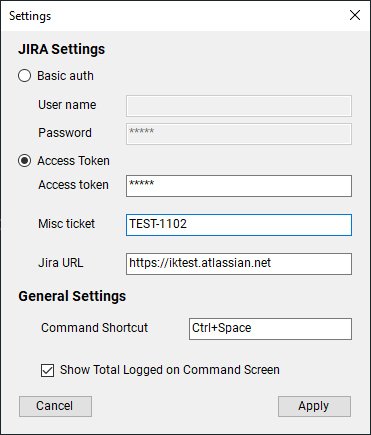 Settings
JIRA Settings
Basic auth
User name
Password *****
Access Token
Access token *****
Misc ticket TEST-1102
Jira URL https://iktest.atlassian.net
General Settings
Command Shortcut Ctrl+Space
Show Total Logged on Command Screen
Cancel Apply